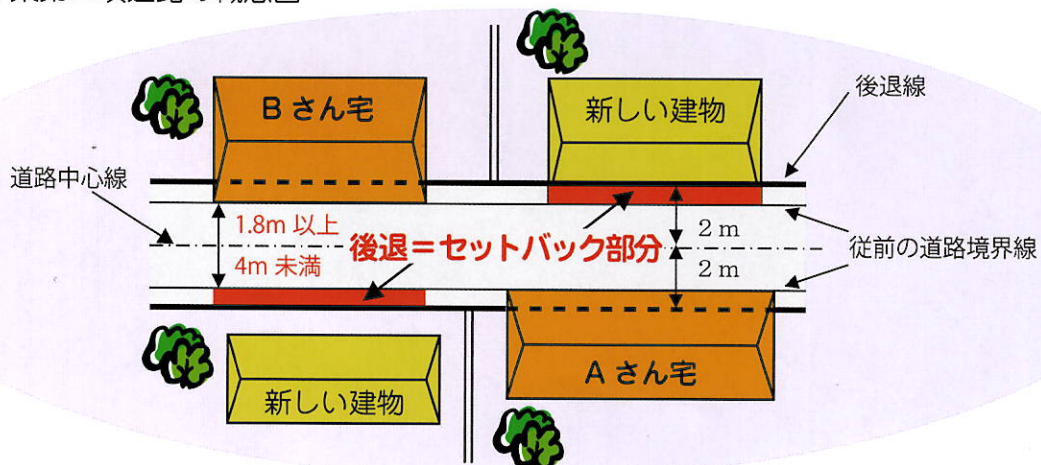 Bさん宅
新しい建物
後退線
道路中心線
1.8m 以上
4m 未満
後退＝セットバック部分
2 m
2 m
従前の道路境界線
新しい建物
Aさん宅